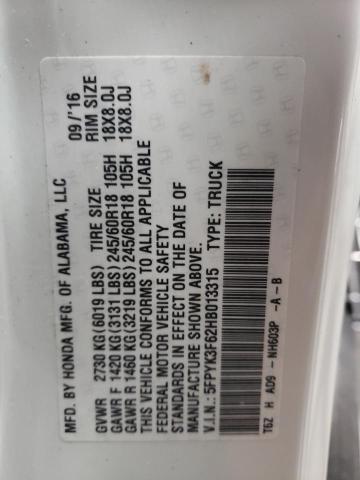 MFD. BY HONDA MFG. OF ALABAMA, LLC 09/'16
TIRE SIZE RIM SIZE
GVWR 2730 KG(6019 LBS)
GAWR F 1420 KG(3131 LBS) 245/60R18 105H 18X8.0J
GAWR R 1460 KG(3219 LBS) 245/60R18 105H 18X8.0J
THIS VEHICLE CONFORMS TO ALL APPLICABLE
FEDERAL MOTOR VEHICLE SAFETY
STANDARDS IN EFFECT ON THE DATE OF
MANUFACTURE SHOWN ABOVE.
V.I.N.: 5FPYK3F62HB013315 TYPE: TRUCK
T6Z H AD9 -NH603P -A -B